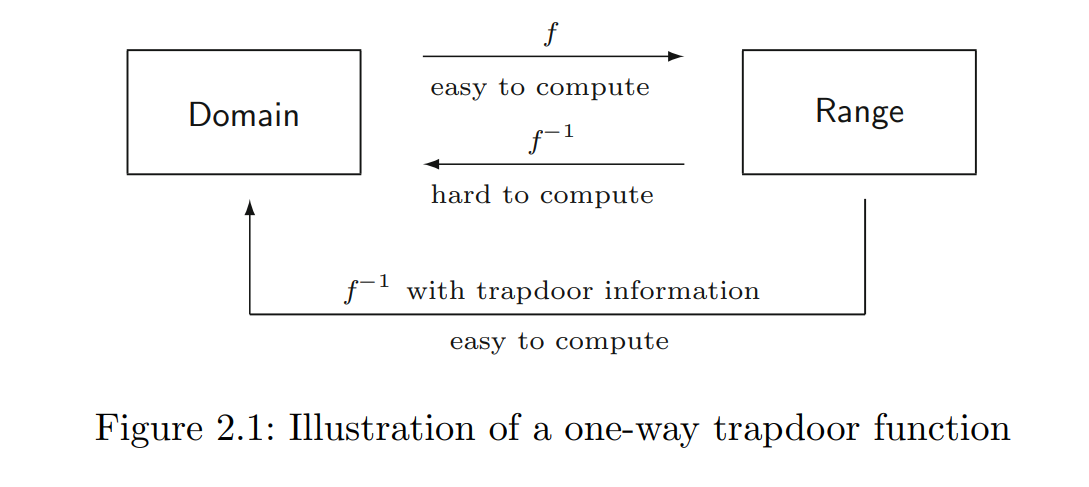 f
Domain
easy to compute
Range
f⁻¹
hard to compute
f⁻¹ with trapdoor information
easy to compute
Figure 2.1: Illustration of a one-way trapdoor function